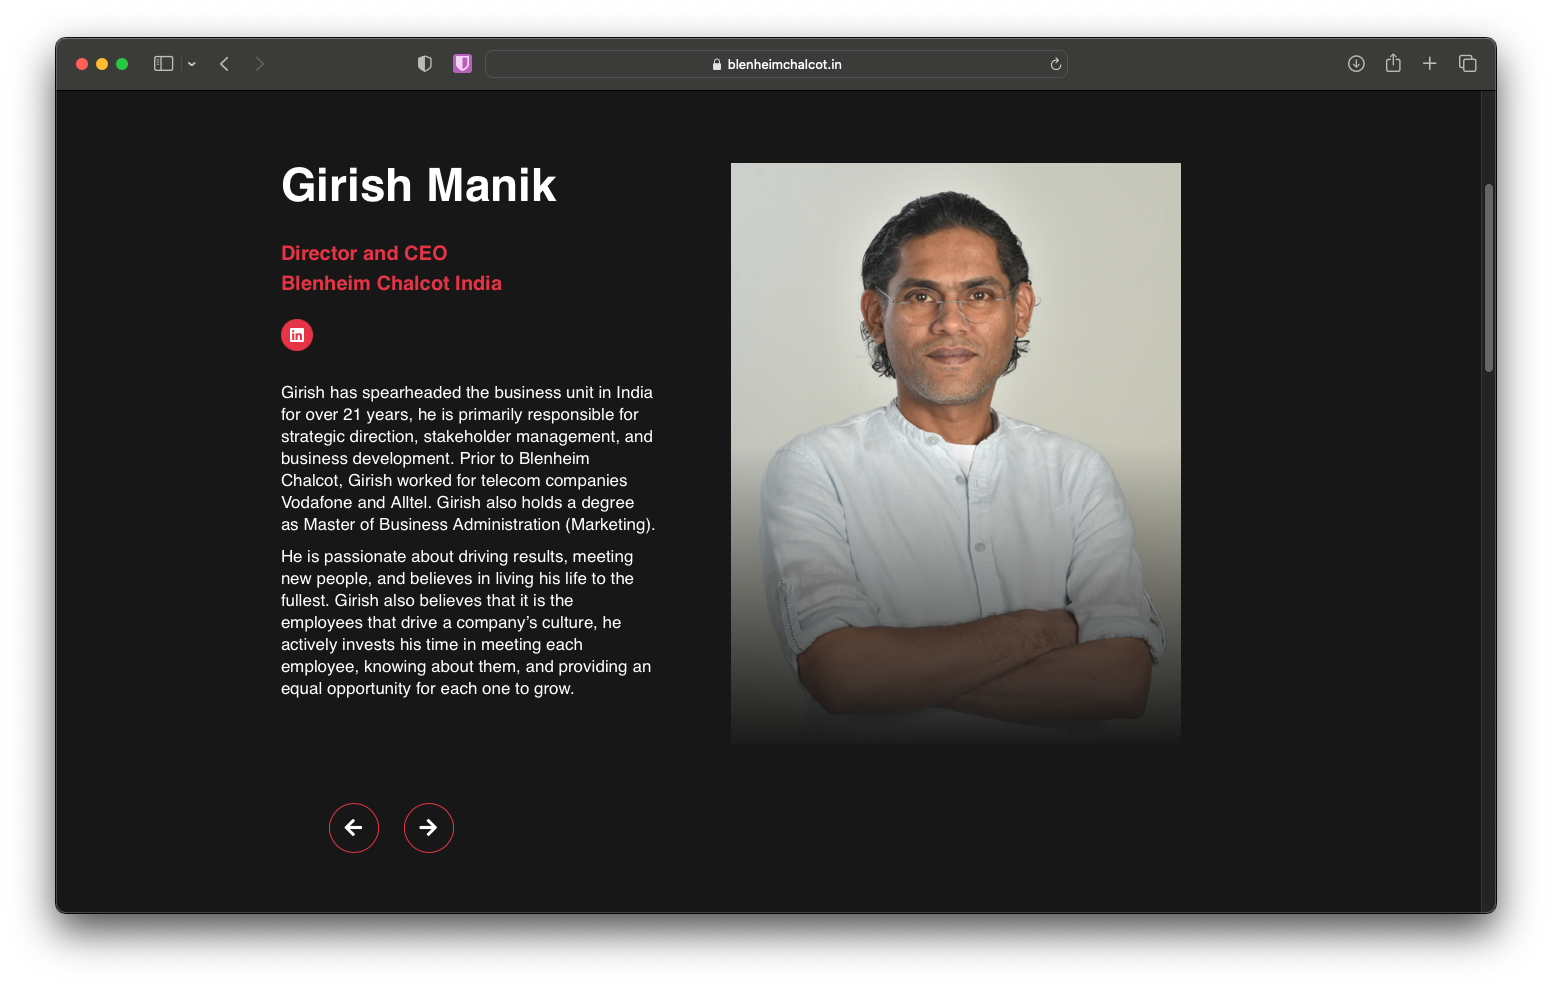 blenheimchalcot.in
Girish Manik
Director and CEO
Blenheim Chalcot India
in
Girish has spearheaded the business unit in India
for over 21 years, he is primarily responsible for
strategic direction, stakeholder management, and
business development. Prior to Blenheim
Chalcot, Girish worked for telecom companies
Vodafone and Alltel. Girish also holds a degree
as Master of Business Administration (Marketing).
He is passionate about driving results, meeting
new people, and believes in living his life to the
fullest. Girish also believes that it is the
employees that drive a company’s culture, he
actively invests his time in meeting each
employee, knowing about them, and providing an
equal opportunity for each one to grow.